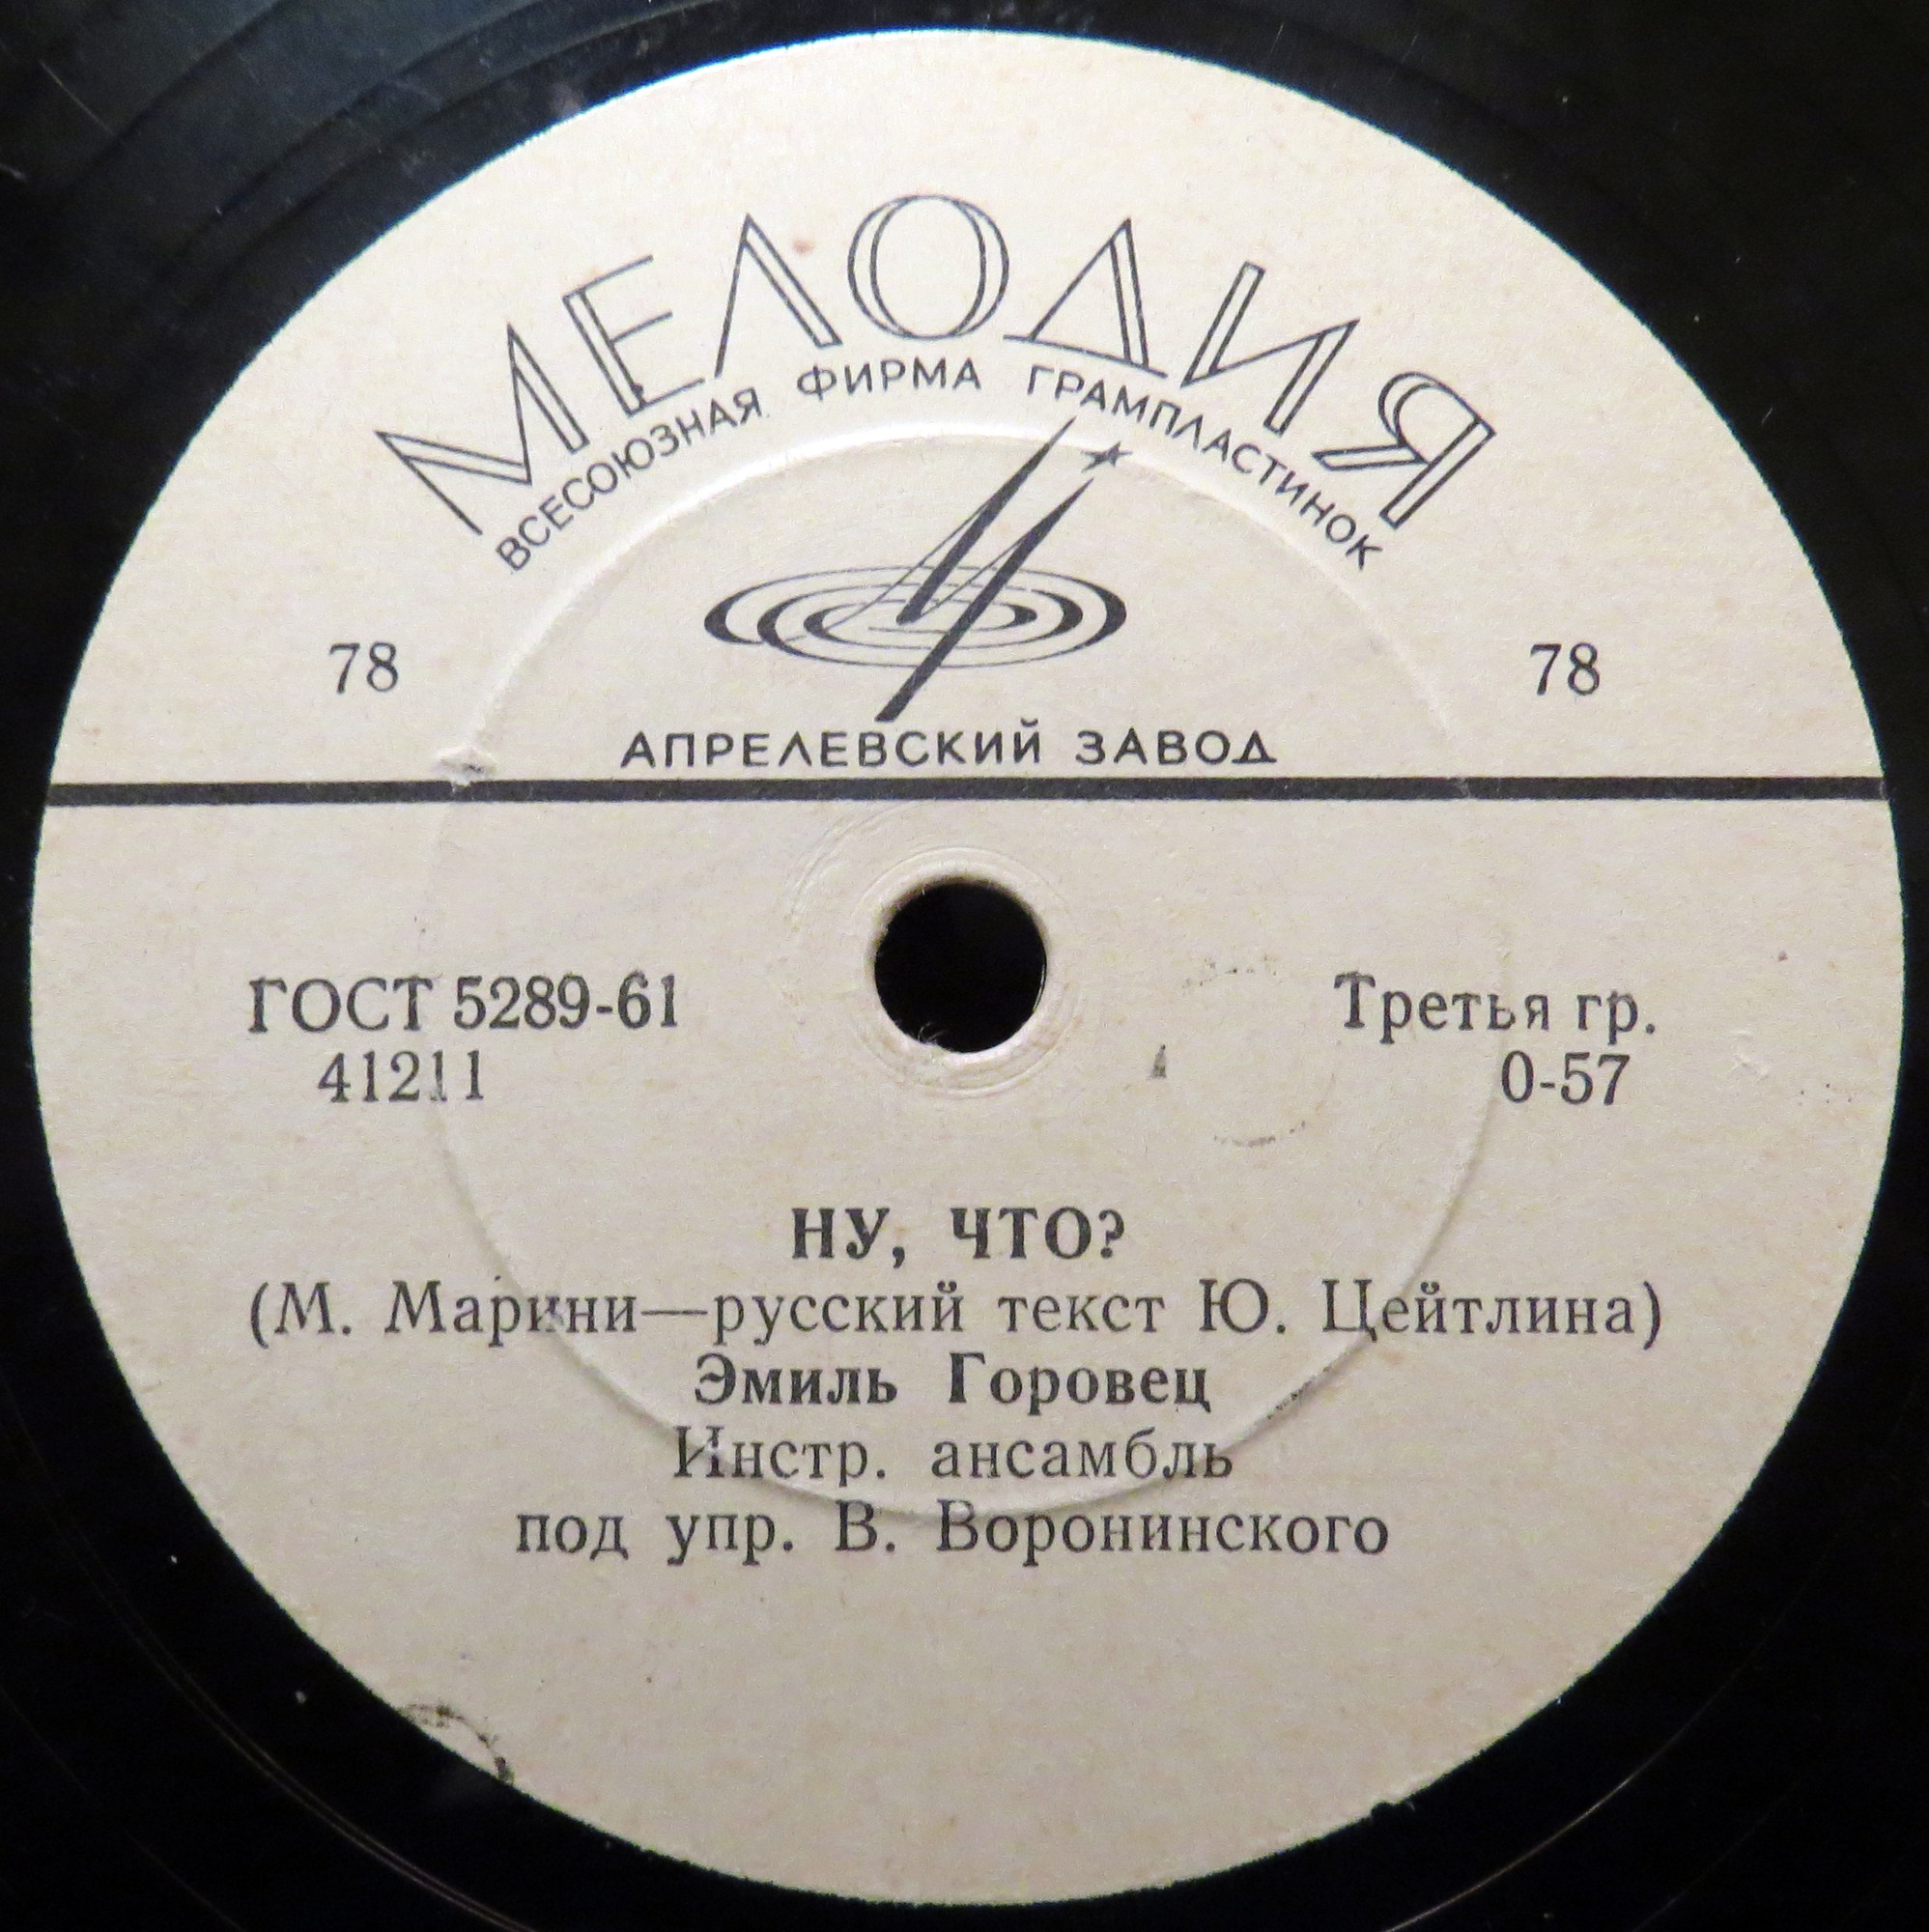 МЕЛОДИЯ
ВСЕСОЮЗНАЯ ФИРМА ГРАМПЛАСТИНОК
78 78
АПРЕЛЕВСКИЙ ЗАВОД
ГОСТ 5289-61 Третья гр.
41211 0-57
НУ, ЧТО?
(М. Марини—русский текст Ю. Цейтлина)
Эмиль Горовец
Инстр. ансамбль
под упр. В. Воронинского